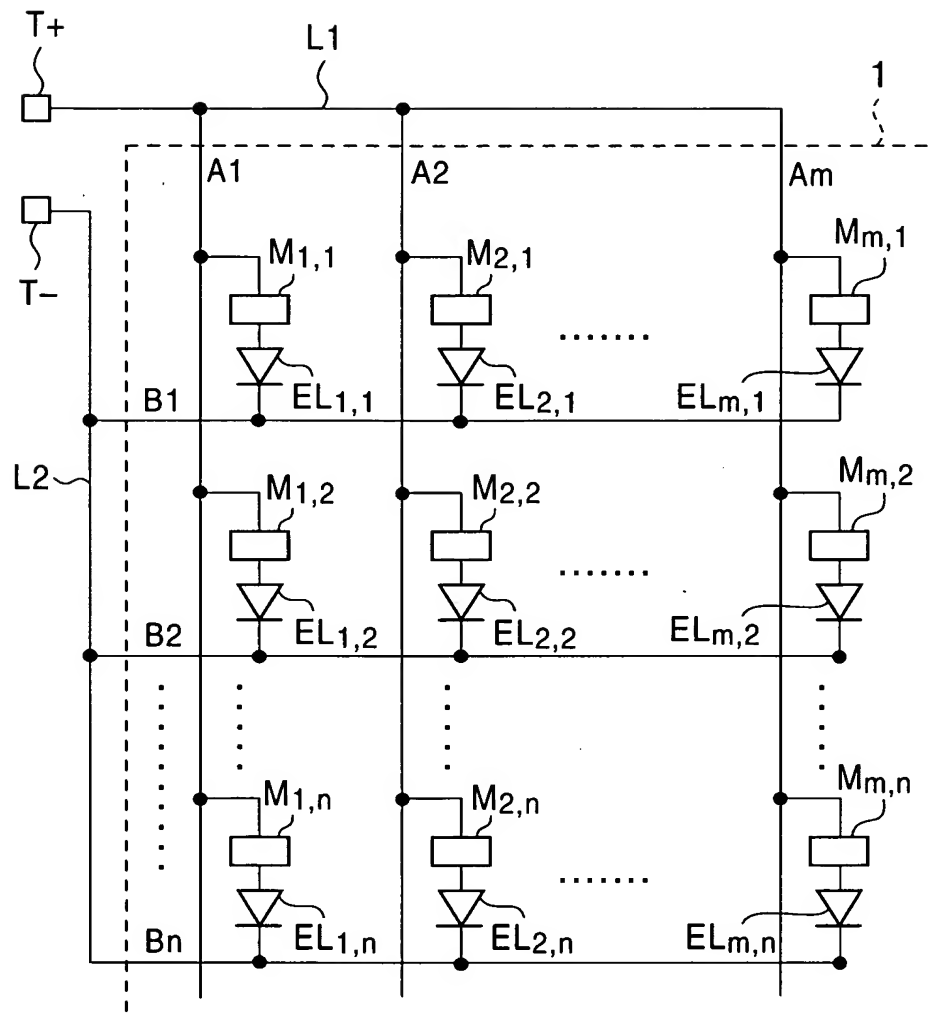 T+
L1
1
A1
A2
Am
T−
M1,1
M2,1
Mm,1
.......
EL1,1
EL2,1
ELm,1
B1
L2
M1,2
M2,2
Mm,2
.......
EL1,2
EL2,2
ELm,2
B2
M1,n
M2,n
Mm,n
.......
EL1,n
EL2,n
ELm,n
Bn